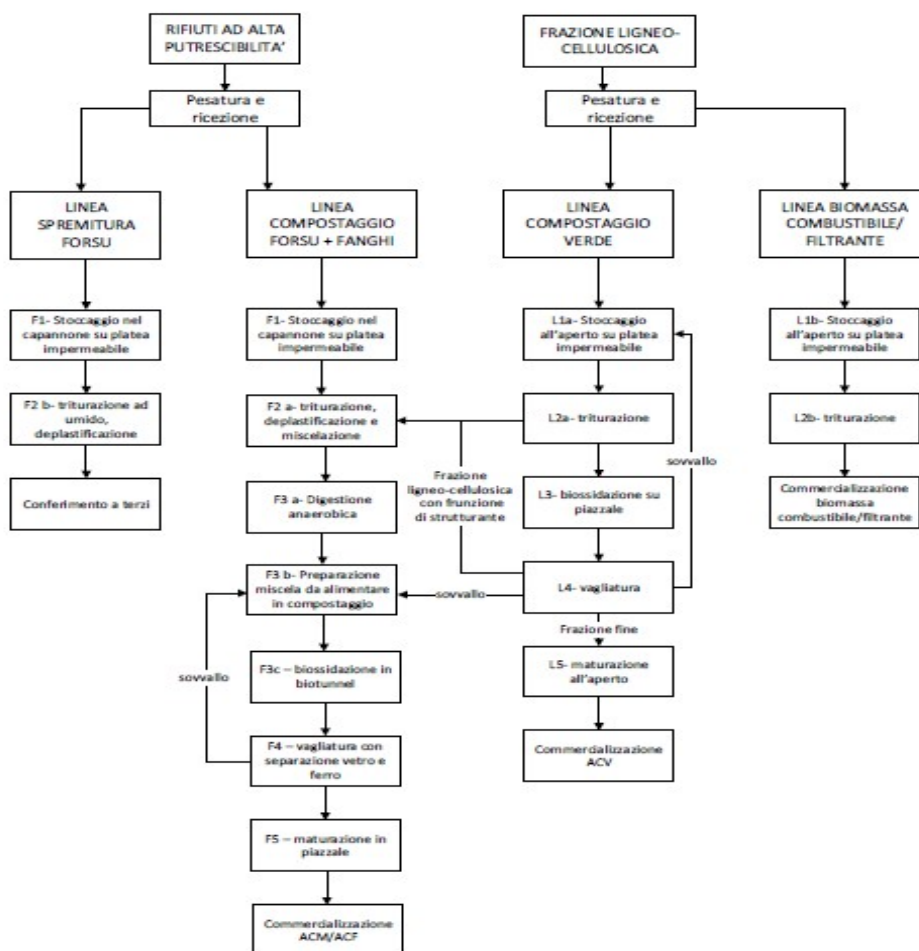 RIFIUTI AD ALTA
PUTRESCIBILITA'
Pesatura e
ricezione
FRAZIONE LIGNEO-
CELLULOSICA
Pesatura e
ricezione
LINEA
SPREMITURA
FORSU
F1- Stoccaggio nel
capannone su platea
impermeabile
F2 b- triturazione ad
umido,
deplastificazione
Conferimento a terzi
LINEA
COMPOSTAGGIO
FORSU + FANGHI
F1- Stoccaggio nel
capannone su platea
impermeabile
F2 a- triturazione,
deplastificazione e
miscelazione
F3 a- Digestione
anaerobica
F3 b- Preparazione
miscela da alimentare
in compostaggio
sovvallo
F3c – biossidazione in
biotunnel
F4 – vagliatura con
separazione vetro e
ferro
F5 – maturazione in
piazzale
Commercializzazione
ACM/ACF
LINEA
COMPOSTAGGIO
VERDE
L1a- Stoccaggio
all'aperto su platea
impermeabile
L2a- triturazione
Frazione
ligneo-cellulosica
con frunzione
di strutturante
L3- biossidazione su
piazzale
sovvallo
L4- vagliatura
sovvallo
Frazione fine
L5- maturazione
all'aperto
Commercializzazione
ACV
LINEA BIOMASSA
COMBUSTIBILE/
FILTRANTE
L1b- Stoccaggio
all'aperto su platea
impermeabile
L2b- triturazione
Commercializzazione
biomassa
combustibile/filtrante